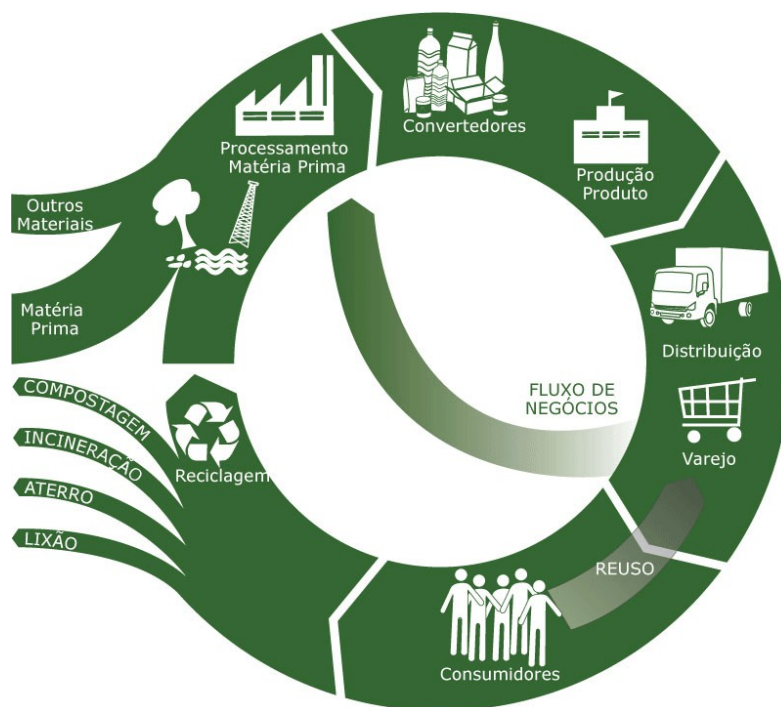 Convertedores
Processamento
Matéria Prima
Produção
Produto
Outros
Materiais
Matéria
Prima
Distribuição
FLUXO DE
NEGÓCIOS
Varejo
COMPOSTAGEM
INCINERAÇÃO
ATERRO
LIXÃO
Reciclagem
REUSO
Consumidores